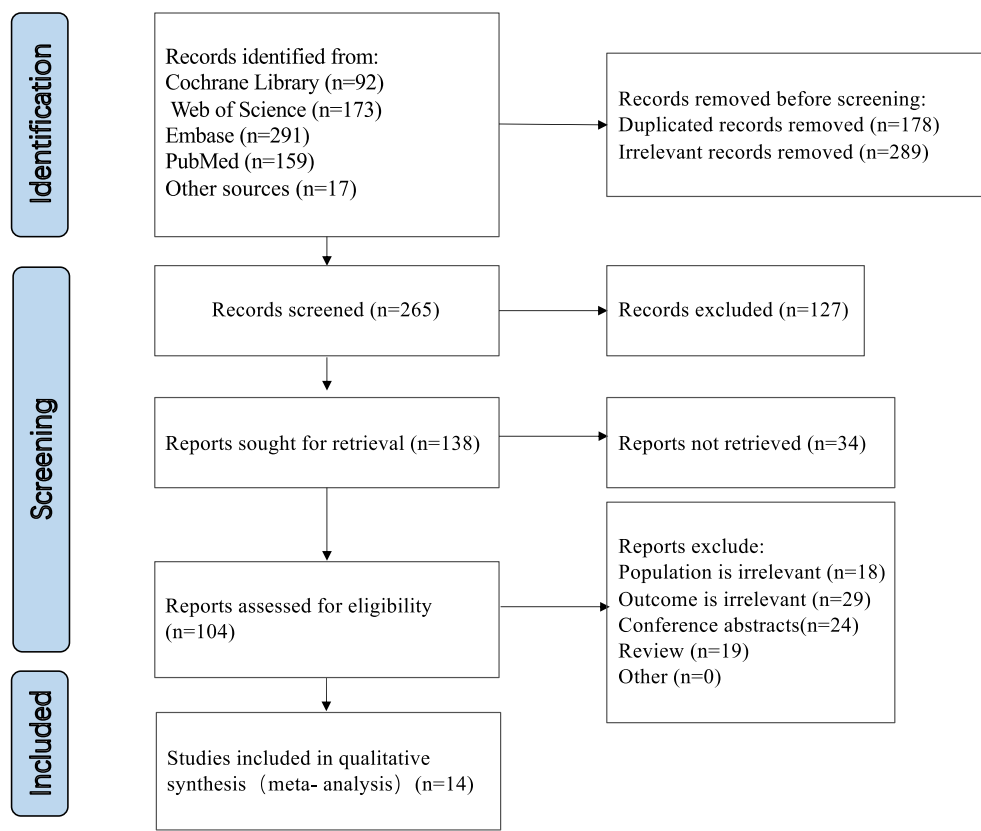 Identification
Records identified from:
Cochrane Library (n=92)
Web of Science (n=173)
Embase (n=291)
PubMed (n=159)
Other sources (n=17)
Records removed before screening:
Duplicated records removed (n=178)
Irrelevant records removed (n=289)
Screening
Records screened (n=265)
Records excluded (n=127)
Reports sought for retrieval (n=138)
Reports not retrieved (n=34)
Reports assessed for eligibility
(n=104)
Reports exclude:
Population is irrelevant (n=18)
Outcome is irrelevant (n=29)
Conference abstracts(n=24)
Review (n=19)
Other (n=0)
Included
Studies included in qualitative
synthesis（meta- analysis）(n=14)